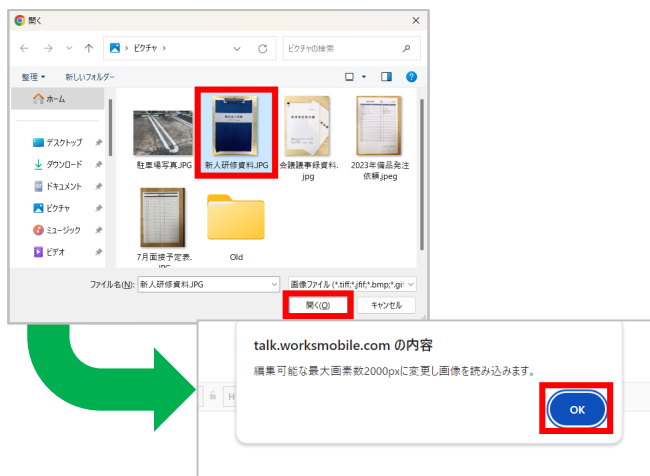 開く
ピクチャ
ピクチャの検索
整理
新しいフォルダー
ホーム
デスクトップ
ダウンロード
ドキュメント
ピクチャ
ミュージック
ビデオ
駐車場写真.JPG
新人研修資料.JPG
会議議事録資料.
jpg
2023年備品発注
依頼.jpeg
7月面接予定表.
Old
ファイル名(N):
新人研修資料.JPG
画像ファイル (*.tiff;*.jfif;*.bmp;*.gi
開く(O)
キャンセル
talk.worksmobile.com の内容
編集可能な最大画素数2000pxに変更し画像を読み込みます。
H
OK